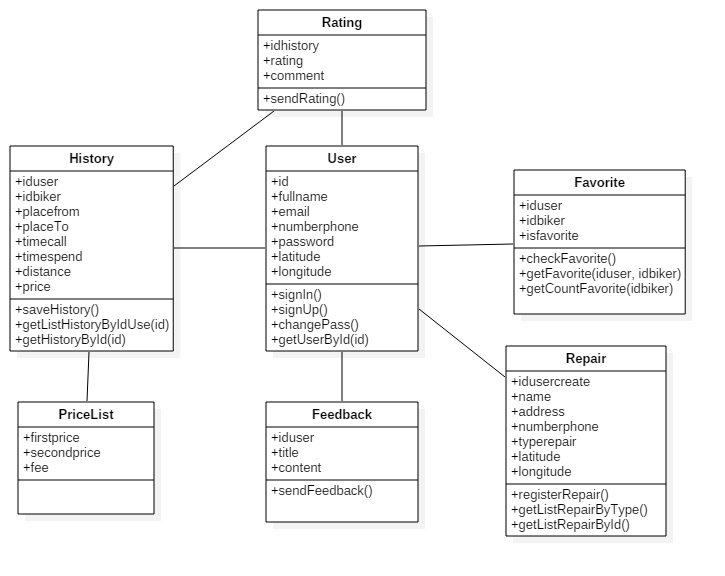 Rating
+idhistory
+rating
+comment
+sendRating()
History
+iduser
+idbiker
+placefrom
+placeTo
+timecall
+timespend
+distance
+price
+saveHistory()
+getListHistoryByIdUse(id)
+getHistoryById(id)
User
+id
+fullname
+email
+numberphone
+password
+latitude
+longitude
+signIn()
+signUp()
+changePass()
+getUserById(id)
Favorite
+iduser
+idbiker
+isfavorite
+checkFavorite()
+getFavorite(iduser, idbiker)
+getCountFavorite(idbiker)
PriceList
+firstprice
+secondprice
+fee
Feedback
+iduser
+title
+content
+sendFeedback()
Repair
+idusercreate
+name
+address
+numberphone
+typerepair
+latitude
+longitude
+registerRepair()
+getListRepairByType()
+getListRepairById()